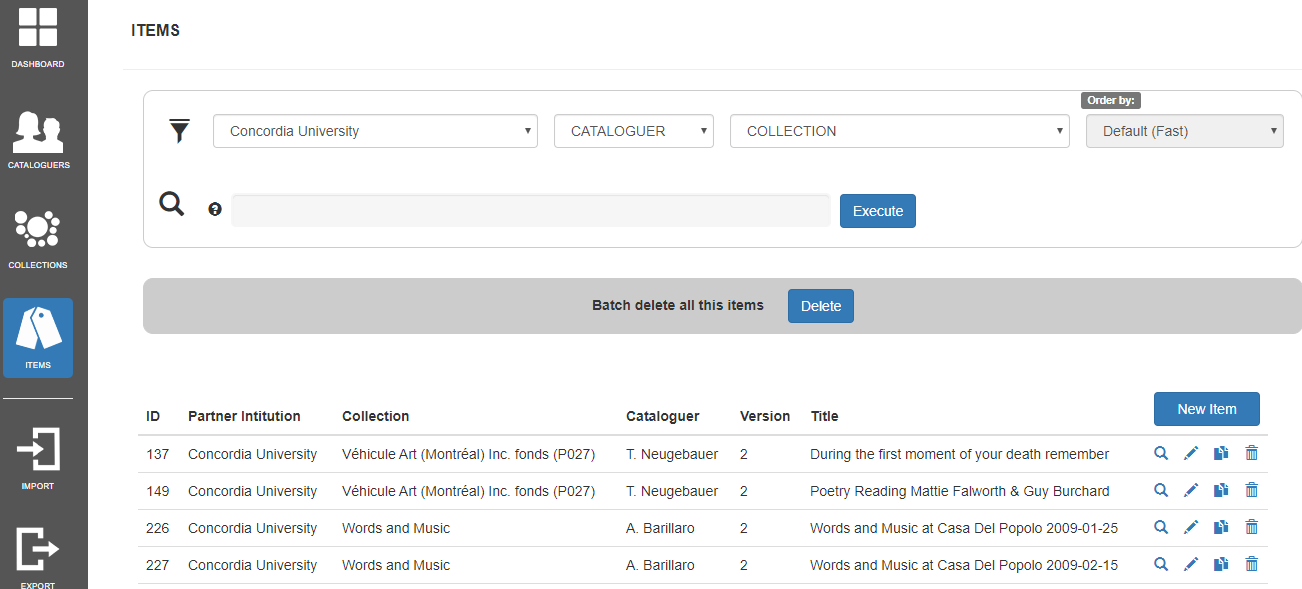 DASHBOARD
CATALOGUERS
COLLECTIONS
ITEMS
IMPORT
EXPORT
ITEMS
Order by:
Concordia University CATALOGUER COLLECTION Default (Fast)
Execute
Batch delete all this items Delete
New Item
ID Partner Intitution Collection Cataloguer Version Title
137 Concordia University Véhicule Art (Montréal) Inc. fonds (P027) T. Neugebauer 2 During the first moment of your death remember
149 Concordia University Véhicule Art (Montréal) Inc. fonds (P027) T. Neugebauer 2 Poetry Reading Mattie Falworth & Guy Burchard
226 Concordia University Words and Music A. Barillaro 2 Words and Music at Casa Del Popolo 2009-01-25
227 Concordia University Words and Music A. Barillaro 2 Words and Music at Casa Del Popolo 2009-02-15